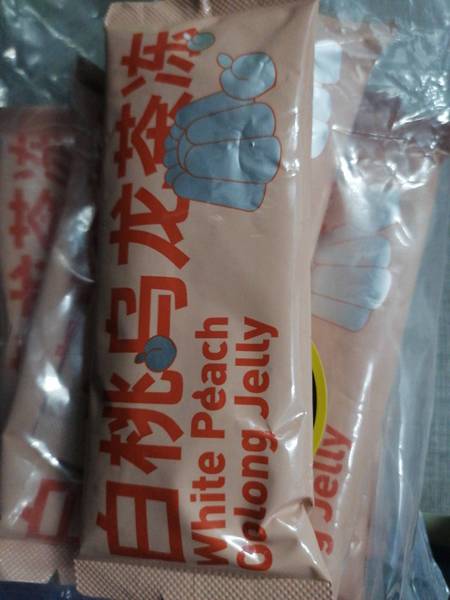 白桃乌龙茶冻
White Peach
Oolong Jelly
g Jelly